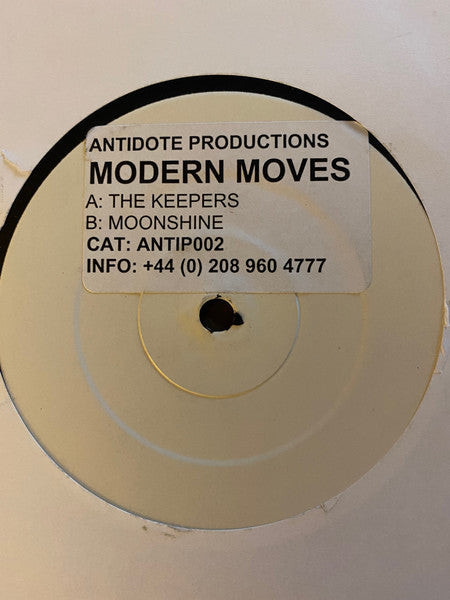 ANTIDOTE PRODUCTIONS
MODERN MOVES
A: THE KEEPERS
B: MOONSHINE
CAT: ANTIP002
INFO: +44 (0) 208 960 4777